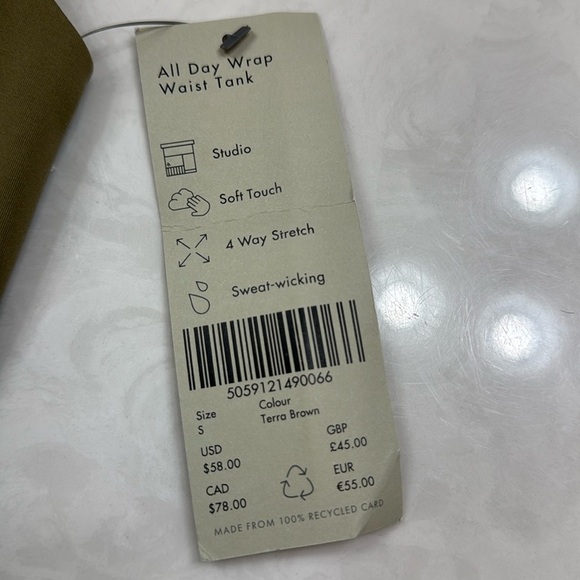 All Day Wrap
Waist Tank
Studio
Soft Touch
4 Way Stretch
Sweat-wicking
5059121490066
Size
S
Colour
Terra Brown
USD
$58.00
GBP
£45.00
CAD
$78.00
EUR
€55.00
MADE FROM 100% RECYCLED CARD